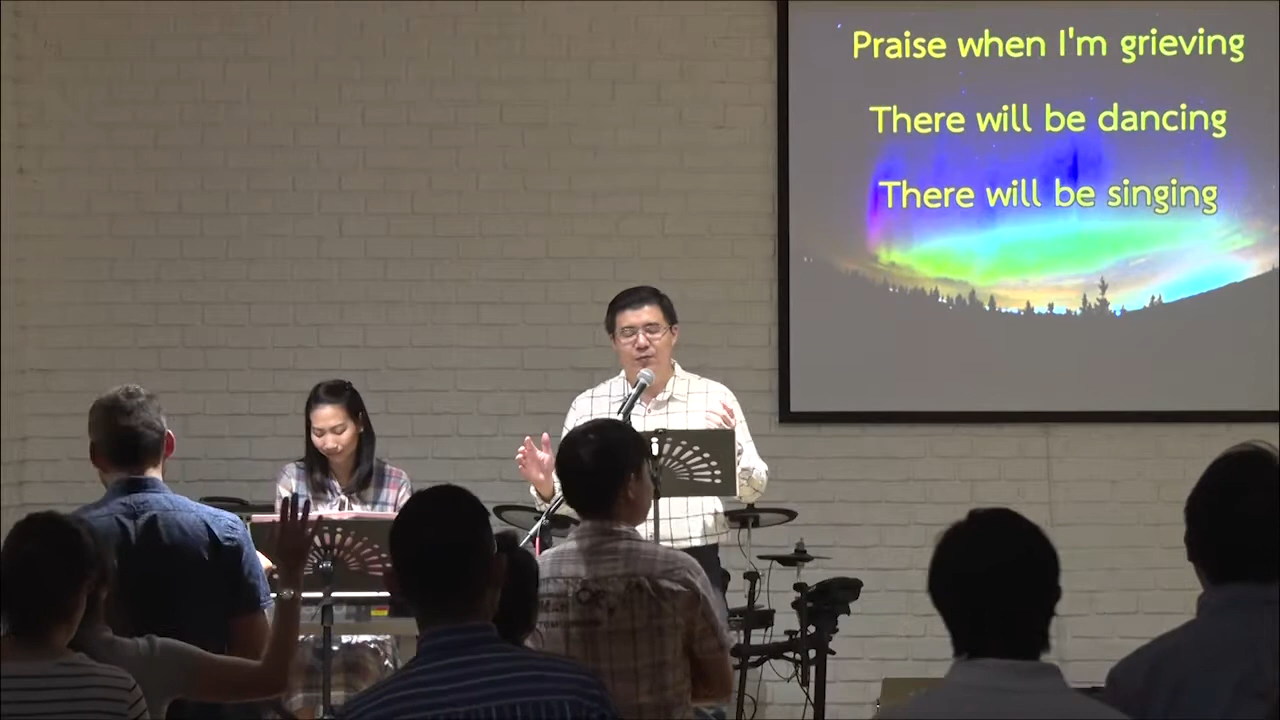 Praise when I'm grieving
There will be dancing
There will be singing